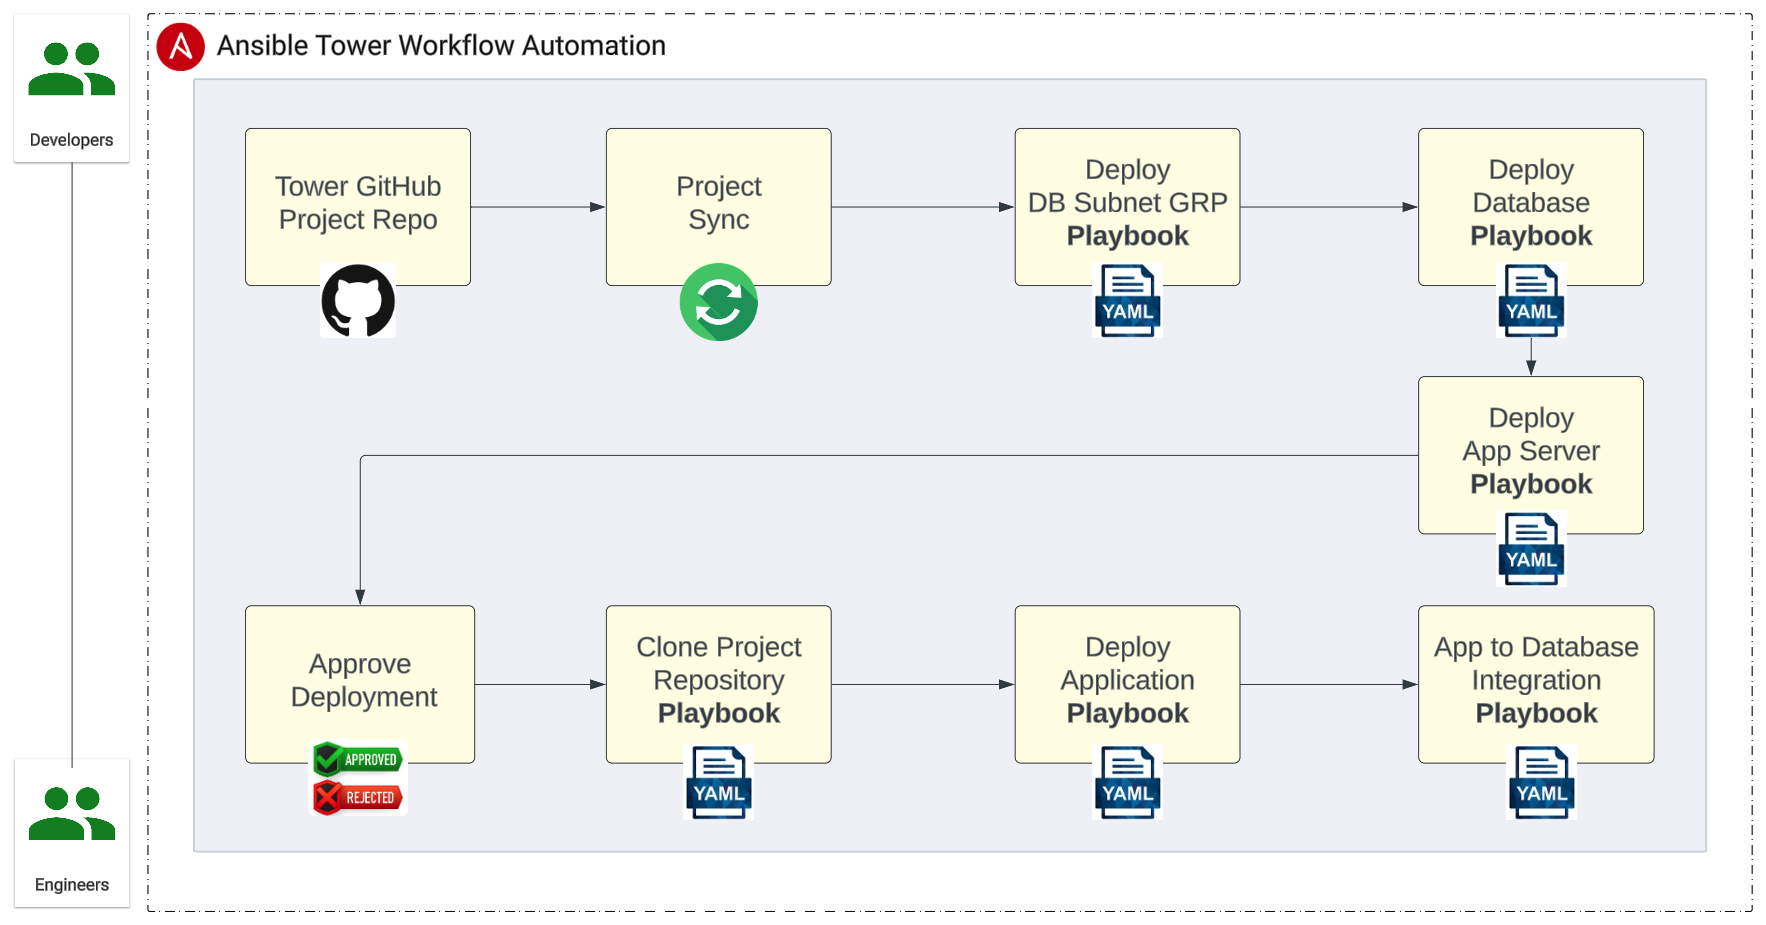 Ansible Tower Workflow Automation
Developers
Tower GitHub
Project Repo
Project
Sync
Deploy
DB Subnet GRP
Playbook
YAML
Deploy
Database
Playbook
YAML
Deploy
App Server
Playbook
YAML
Approve
Deployment
APPROVED
REJECTED
Clone Project
Repository
Playbook
YAML
Deploy
Application
Playbook
YAML
App to Database
Integration
Playbook
YAML
Engineers